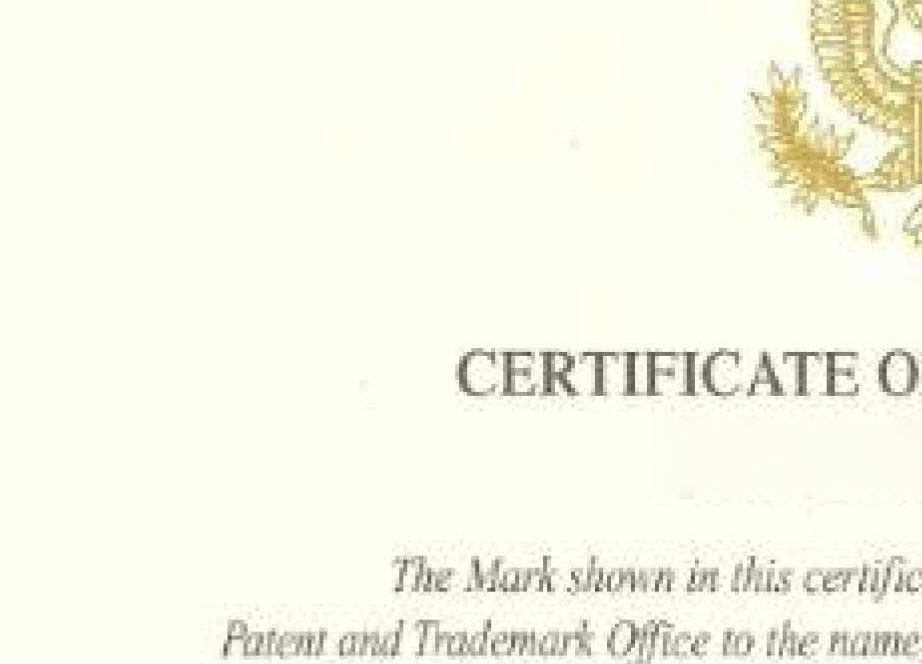 CERTIFICATE O
The Mark shown in this certific
Patent and Trademark Office to the name